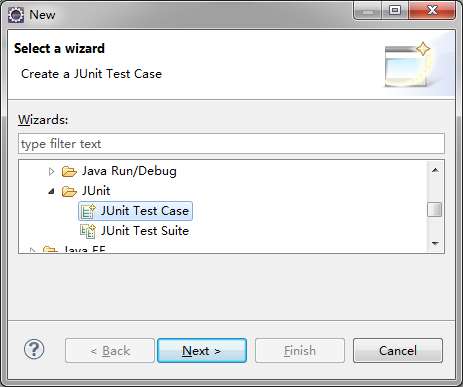 New
Select a wizard
Create a JUnit Test Case
Wizards:
type filter text
Java Run/Debug
JUnit
JUnit Test Case
JUnit Test Suite
Java EE
?
< Back
Next >
Finish
Cancel